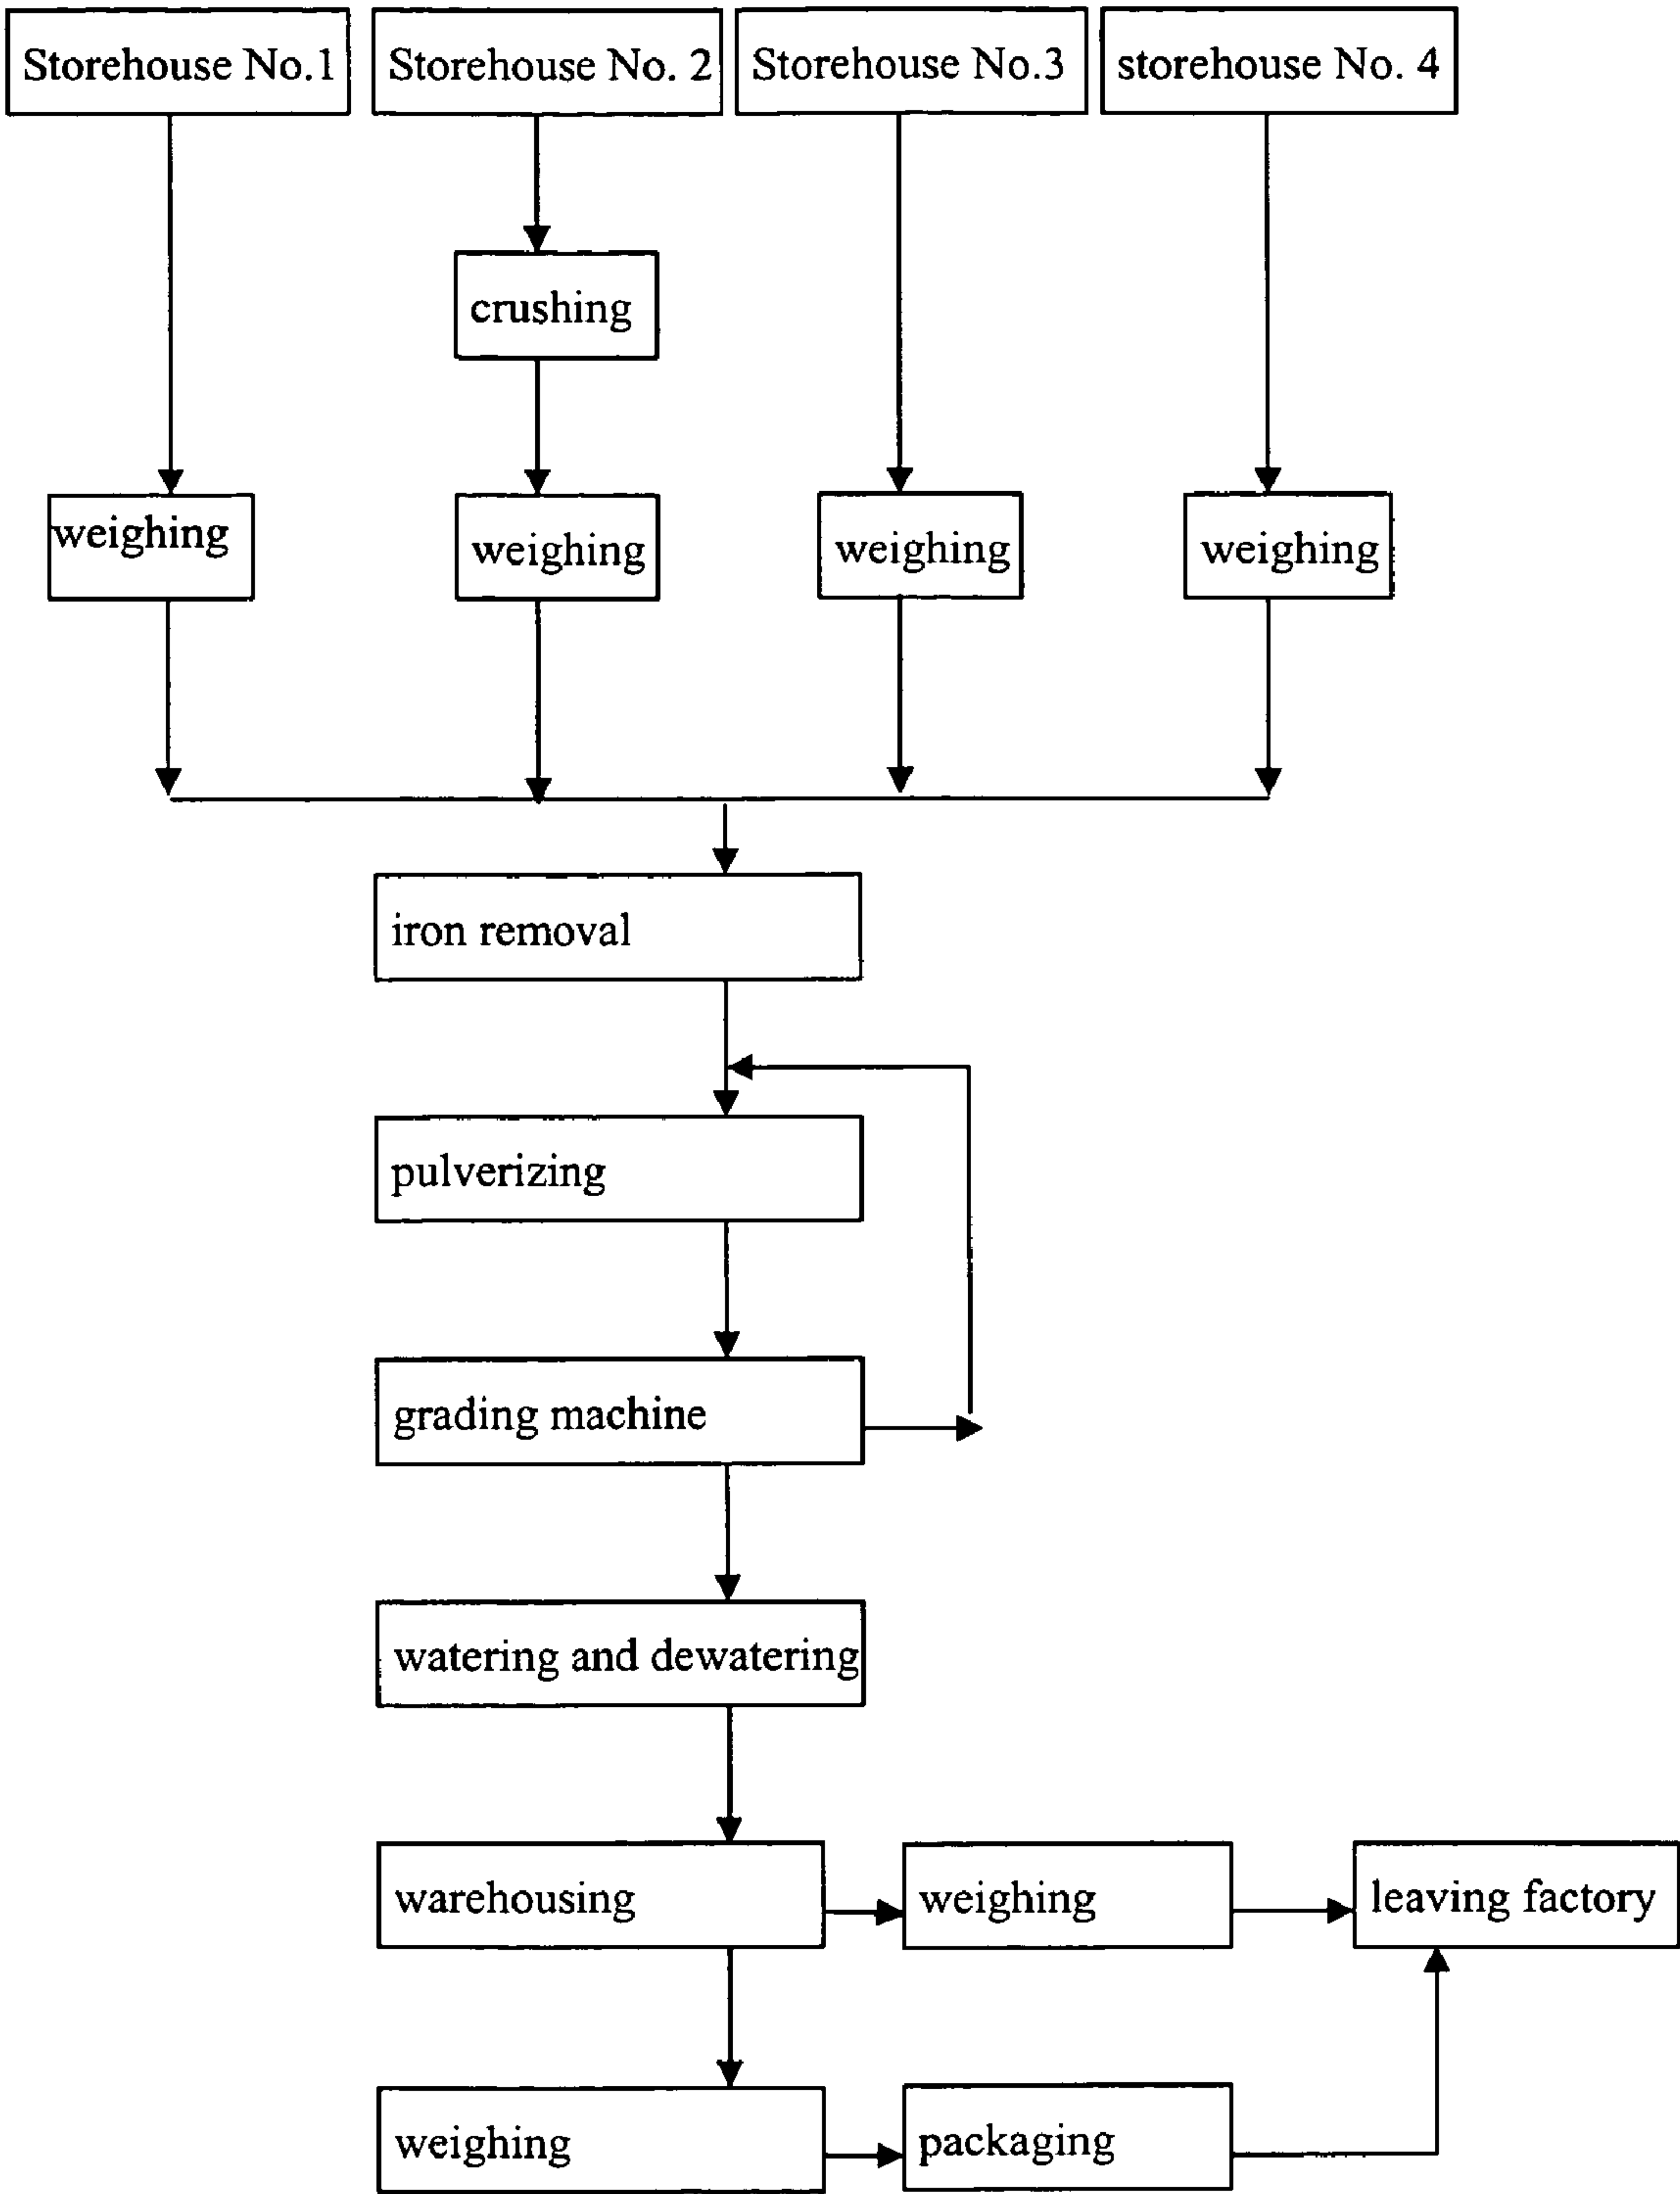 Storehouse No.1
Storehouse No. 2
Storehouse No.3
storehouse No. 4
crushing
weighing
weighing
weighing
weighing
iron removal
pulverizing
grading machine
watering and dewatering
warehousing
weighing
leaving factory
weighing
packaging